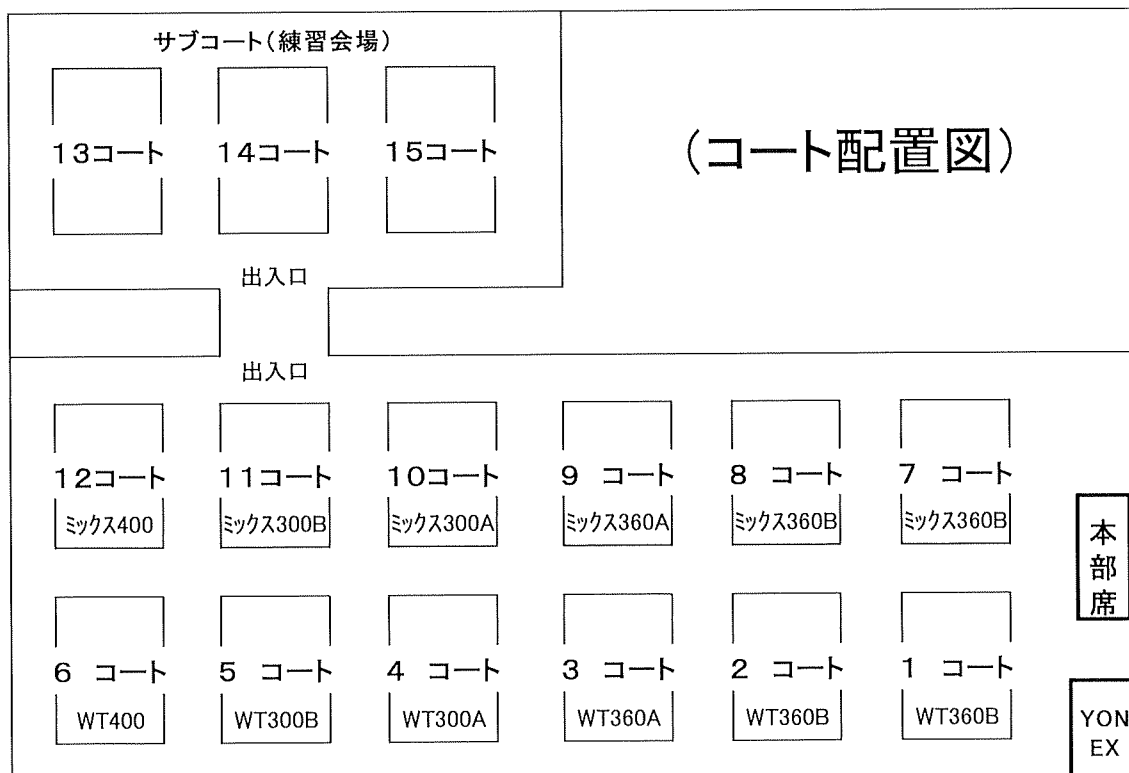 サブコート(練習会場)
13コート 14コート 15コート
(コート配置図)
出入口
出入口
12コート 11コート 10コート 9 コート 8 コート 7 コート
ミックス400 ミックス300B ミックス300A ミックス360A ミックス360B ミックス360B
本部席
6 コート 5 コート 4 コート 3 コート 2 コート 1 コート
WT400 WT300B WT300A WT360A WT360B WT360B
YON
EX